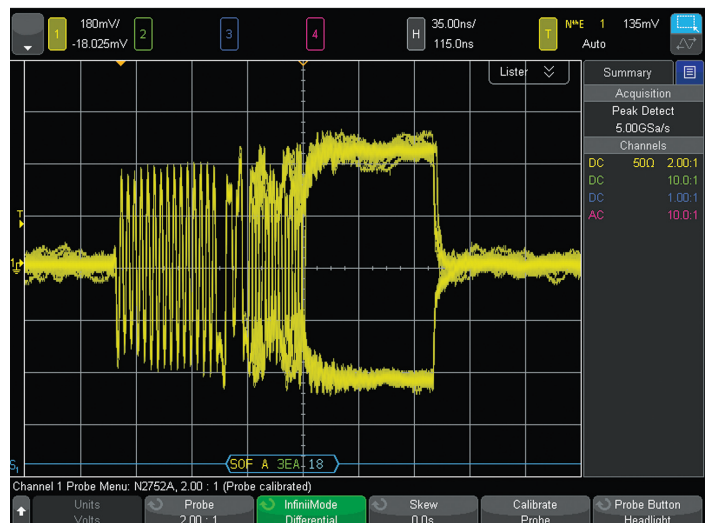 180mV/
1
-18.025mV
2
3
4
H
35.00ns/
115.0ns
T
NthE 1 135mV
Auto
Lister
Summary
Acquisition
Peak Detect
5.00GSa/s
Channels
DC 50Ω 2.00:1
DC 10.0:1
DC 1.00:1
AC 10.0:1
T
1
S1
SOF A 3EA 18
Channel 1 Probe Menu: N2752A, 2.00 : 1 (Probe calibrated)
Units
Volts
Probe
2.00 : 1
InfiniiMode
Differential
Skew
0.0s
Calibrate
Probe
Probe Button
Headlight